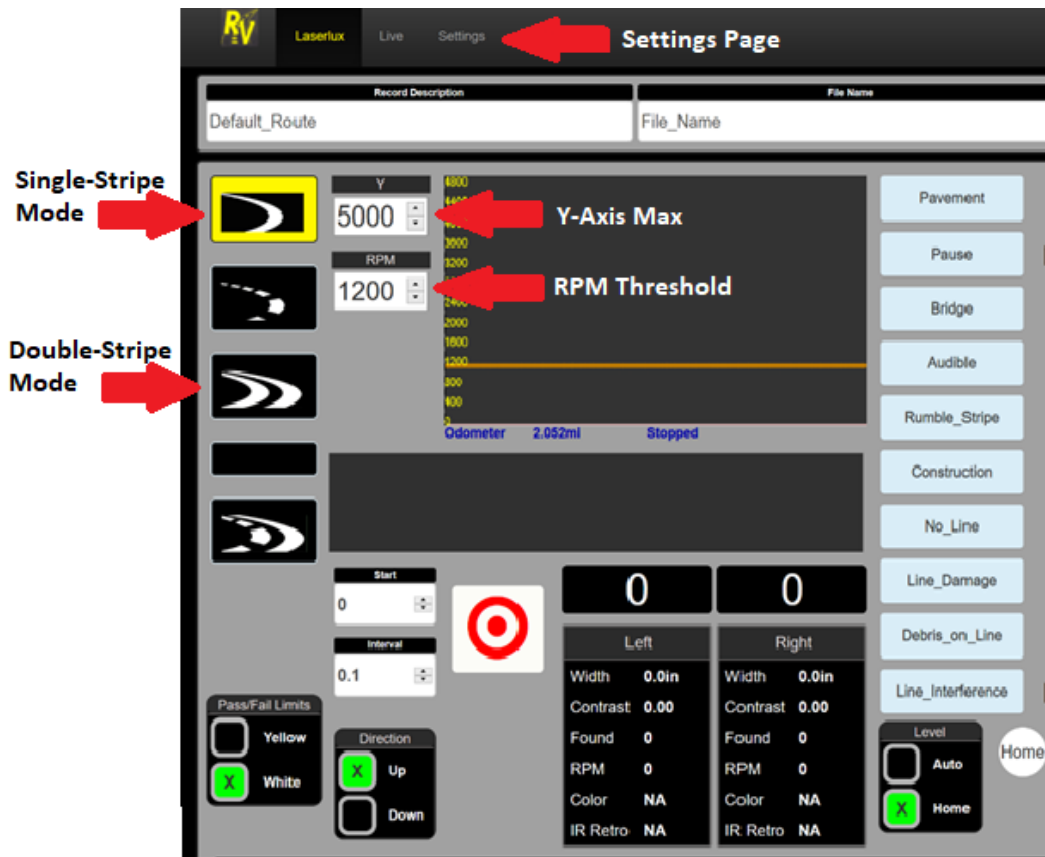 RV
Laserlux Live Settings
Settings Page
Record Description File Name
Default_Route File_Name
Single-Stripe
Mode
Y
5000
Y-Axis Max
RPM
1200
RPM Threshold
Double-Stripe
Mode
4800
3600
3200
2400
2000
1600
1200
800
400
0
Odometer 2.052mi Stopped
Pavement
Pause
Bridge
Audible
Rumble_Stripe
Construction
No_Line
Line_Damage
Debris_on_Line
Line_Interference
Start
0
Interval
0.1
0 0
Left Right
Width 0.0in Width 0.0in
Contrast 0.00 Contrast 0.00
Found 0 Found 0
RPM 0 RPM 0
Color NA Color NA
IR Retro NA IR Retro NA
Pass/Fail Limits
Yellow
X White
Direction
X Up
Down
Level
Auto
X Home
Home